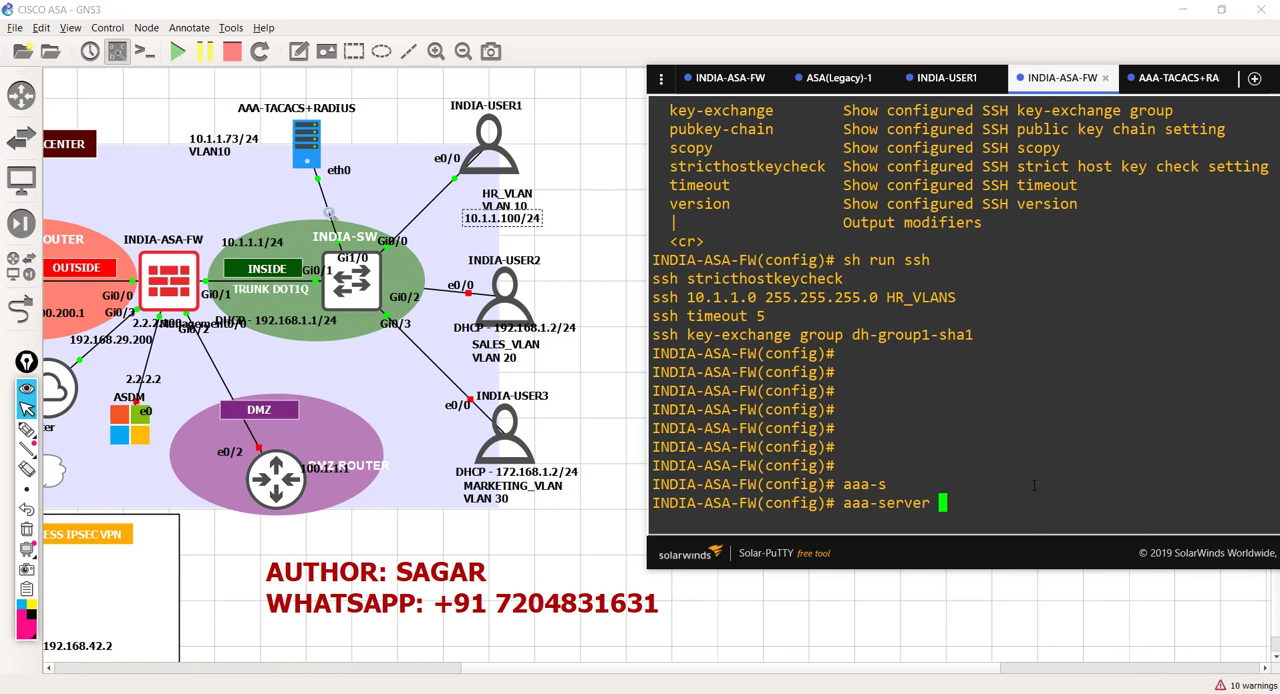 CISCO ASA - GNS3
File Edit View Control Node Annotate Tools Help
CENTER
AAA-TACACS+RADIUS
10.1.1.73/24
VLAN10
eth0
INDIA-USER1
e0/0
HR_VLAN
VLAN 10
10.1.1.100/24
OUTER
INDIA-ASA-FW
10.1.1.1/24
INDIA-SW
Gi0/0
Gi1/0
OUTSIDE
INSIDE
Gi0/1
TRUNK DOT1Q
Gi0/0
Gi0/1
Gi0/2
INDIA-USER2
e0/0
00.200.1
DHCP - 192.168.1.1/24
Gi0/3
192.168.29.200
DHCP - 192.168.1.2/24
SALES_VLAN
VLAN 20
2.2.2.2
ASDM
e0
DMZ
INDIA-USER3
e0/0
e0/2
100.1.1.1
DMZ ROUTER
DHCP - 172.168.1.2/24
MARKETING_VLAN
VLAN 30
ESS IPSEC VPN
AUTHOR: SAGAR
WHATSAPP: +91 7204831631
192.168.42.2
10 warnings
INDIA-ASA-FW ASA(Legacy)-1 INDIA-USER1 INDIA-ASA-FW × AAA-TACACS+RA
key-exchange Show configured SSH key-exchange group
pubkey-chain Show configured SSH public key chain setting
scopy Show configured SSH scopy
stricthostkeycheck Show configured SSH strict host key check setting
timeout Show configured SSH timeout
version Show configured SSH version
| Output modifiers
<cr>
INDIA-ASA-FW(config)# sh run ssh
ssh stricthostkeycheck
ssh 10.1.1.0 255.255.255.0 HR_VLANS
ssh timeout 5
ssh key-exchange group dh-group1-sha1
INDIA-ASA-FW(config)#
INDIA-ASA-FW(config)#
INDIA-ASA-FW(config)#
INDIA-ASA-FW(config)#
INDIA-ASA-FW(config)#
INDIA-ASA-FW(config)#
INDIA-ASA-FW(config)#
INDIA-ASA-FW(config)# aaa-s
INDIA-ASA-FW(config)# aaa-server
solarwinds Solar-PuTTY free tool © 2019 SolarWinds Worldwide,